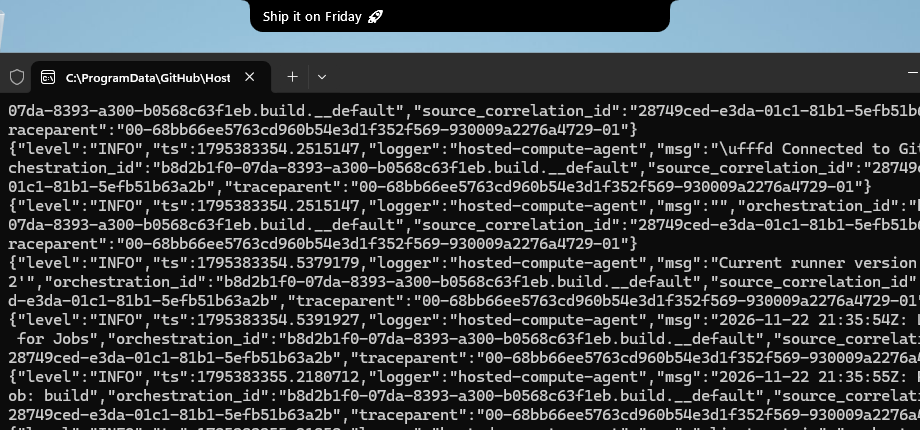 Ship it on Friday 🚀
C:\ProgramData\GitHub\Host
07da-8393-a300-b0568c63f1eb.build.__default","source_correlation_id":"28749ced-e3da-01c1-81b1-5efb51b6
raceparent":"00-68bb66ee5763cd960b54e3d1f352f569-930009a2276a4729-01"}
{"level":"INFO","ts":1795383354.2515147,"logger":"hosted-compute-agent","msg":"\ufffd Connected to Git
chestration_id":"b8d2b1f0-07da-8393-a300-b0568c63f1eb.build.__default","source_correlation_id":"28749c
01c1-81b1-5efb51b63a2b","traceparent":"00-68bb66ee5763cd960b54e3d1f352f569-930009a2276a4729-01"}
{"level":"INFO","ts":1795383354.2515147,"logger":"hosted-compute-agent","msg":"","orchestration_id":"b
07da-8393-a300-b0568c63f1eb.build.__default","source_correlation_id":"28749ced-e3da-01c1-81b1-5efb51b6
raceparent":"00-68bb66ee5763cd960b54e3d1f352f569-930009a2276a4729-01"}
{"level":"INFO","ts":1795383354.5379179,"logger":"hosted-compute-agent","msg":"Current runner version
2'","orchestration_id":"b8d2b1f0-07da-8393-a300-b0568c63f1eb.build.__default","source_correlation_id"
d-e3da-01c1-81b1-5efb51b63a2b","traceparent":"00-68bb66ee5763cd960b54e3d1f352f569-930009a2276a4729-01"
{"level":"INFO","ts":1795383354.5391927,"logger":"hosted-compute-agent","msg":"2026-11-22 21:35:54Z:
for Jobs","orchestration_id":"b8d2b1f0-07da-8393-a300-b0568c63f1eb.build.__default","source_correlati
28749ced-e3da-01c1-81b1-5efb51b63a2b","traceparent":"00-68bb66ee5763cd960b54e3d1f352f569-930009a2276a4
{"level":"INFO","ts":1795383355.2180712,"logger":"hosted-compute-agent","msg":"2026-11-22 21:35:55Z:
ob: build","orchestration_id":"b8d2b1f0-07da-8393-a300-b0568c63f1eb.build.__default","source_correlat
28749ced-e3da-01c1-81b1-5efb51b63a2b","traceparent":"00-68bb66ee5763cd960b54e3d1f352f569-930009a2276a4